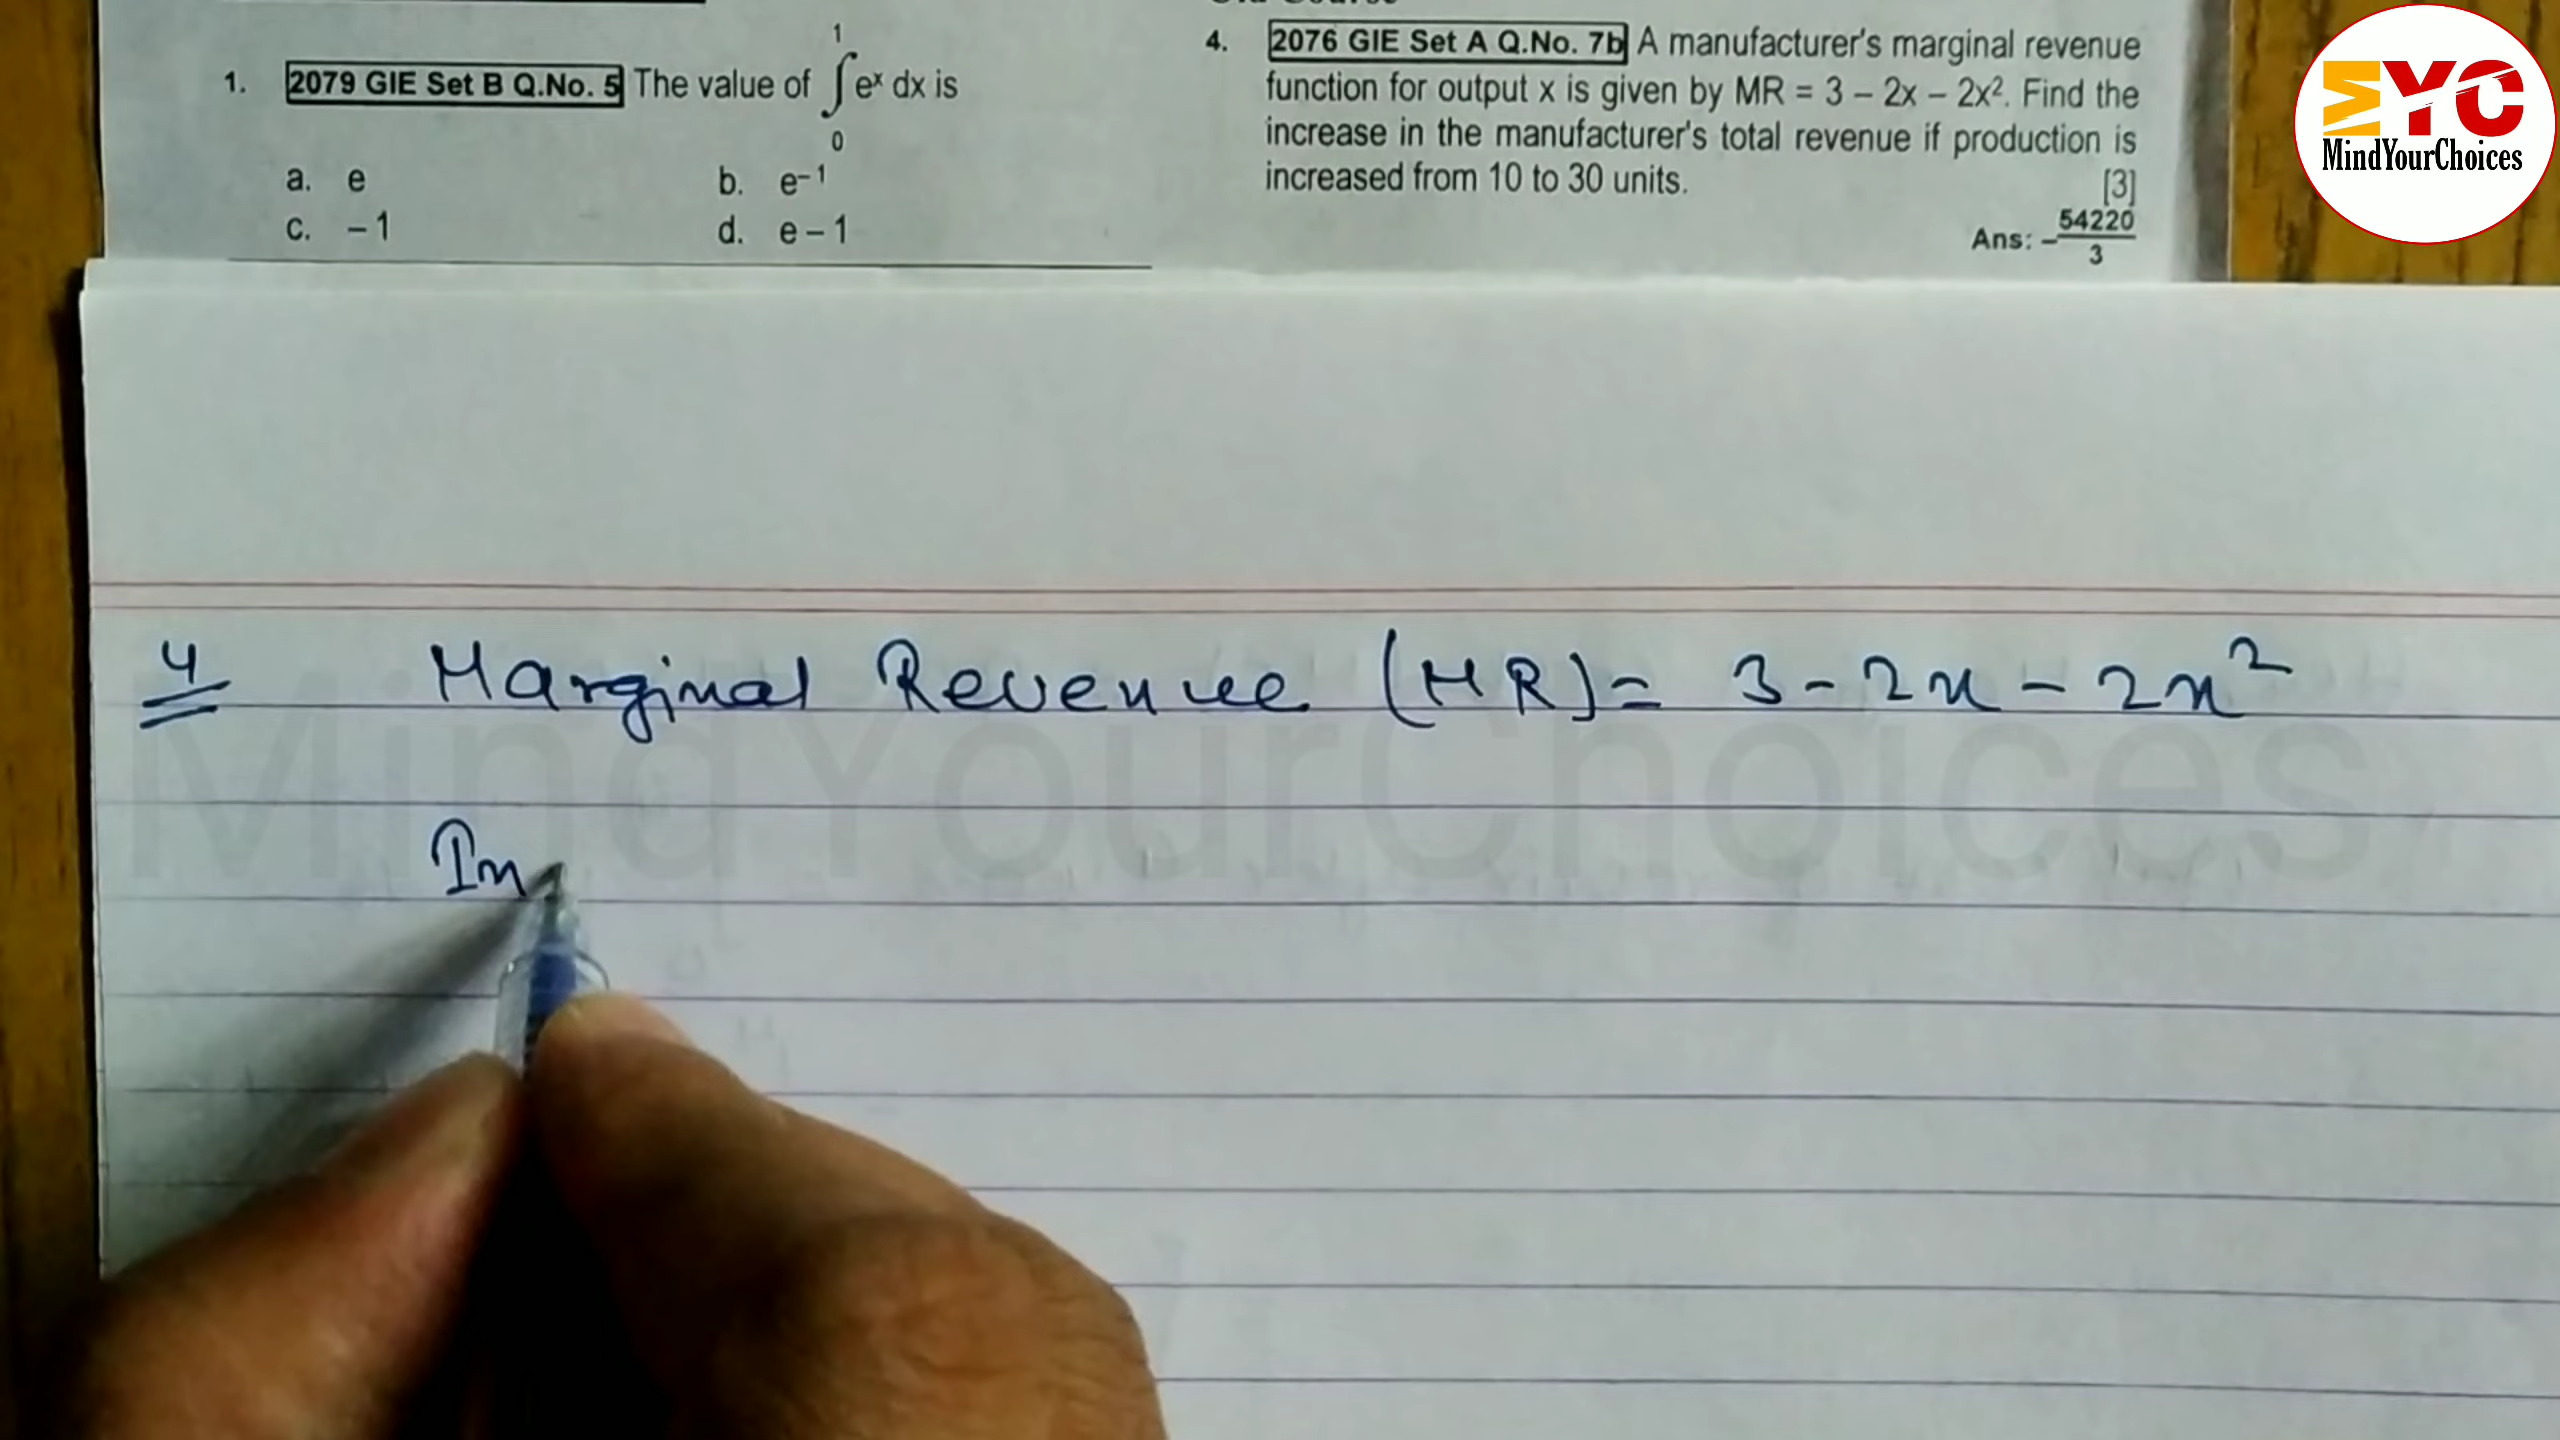 1. 2079 GIE Set B Q.No. 5 The value of ∫₀¹ eˣ dx is
a. e b. e⁻¹
c. – 1 d. e – 1
4. 2076 GIE Set A Q.No. 7b A manufacturer's marginal revenue
function for output x is given by MR = 3 – 2x – 2x². Find the
increase in the manufacturer's total revenue if production is
increased from 10 to 30 units. [3]
Ans: –54220/3
MYC
MindYourChoices
4 Marginal Revenue (MR) = 3 - 2x - 2x²
In
MindYourChoices